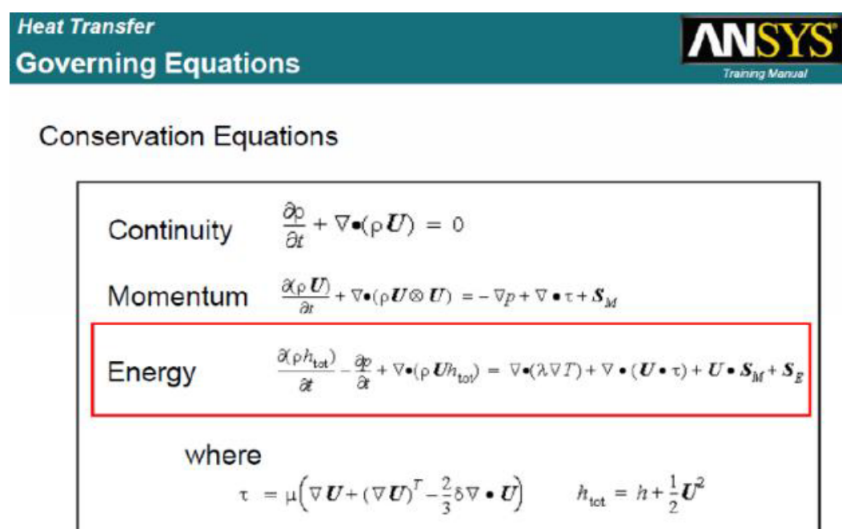 Heat Transfer
Governing Equations
ANSYS
Training Manual
Conservation Equations
Continuity ∂ρ/∂t + ∇•(ρU) = 0
Momentum ∂(ρU)/∂t + ∇•(ρU⊗U) = −∇p + ∇•τ + S_M
Energy ∂(ρh_tot)/∂t − ∂p/∂t + ∇•(ρUh_tot) = ∇•(λ∇T) + ∇•(U•τ) + U•S_M + S_E
where
τ = μ(∇U + (∇U)^T − 2/3 δ∇•U) h_tot = h + 1/2 U^2